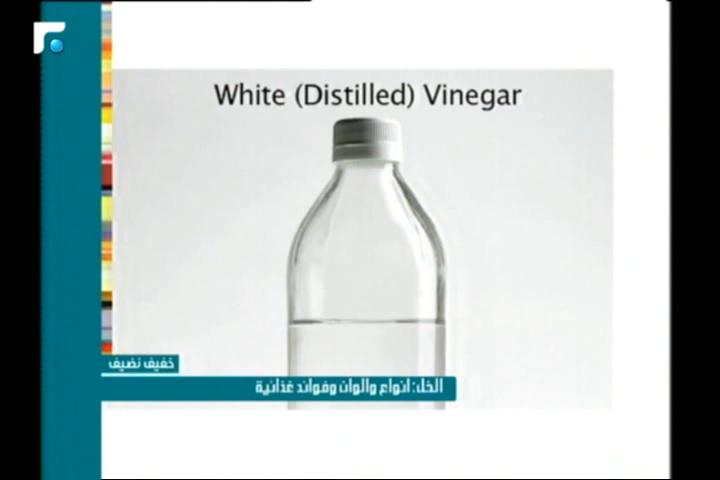 White (Distilled) Vinegar
خفيف نضيف
الخل: انواع والوان وفوائد غذائية